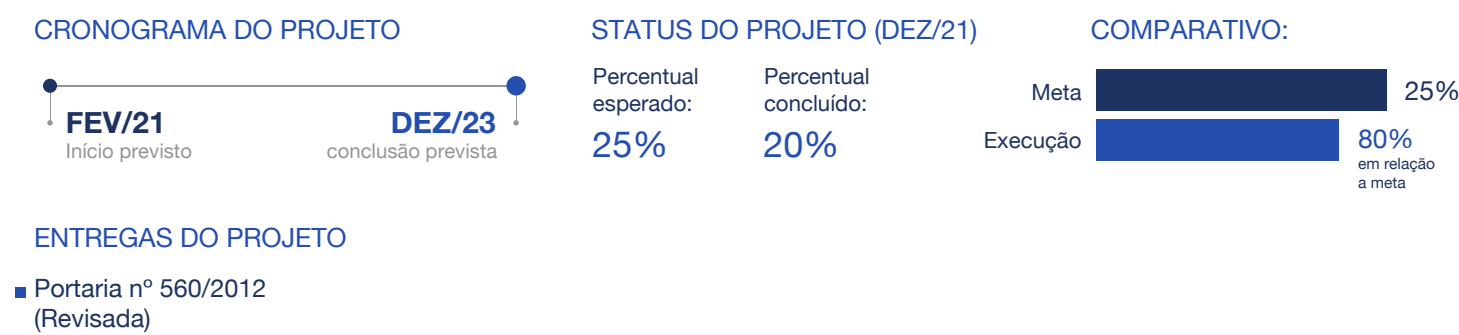 CRONOGRAMA DO PROJETO
FEV/21
Início previsto
DEZ/23
conclusão prevista
STATUS DO PROJETO (DEZ/21)
Percentual
esperado:
25%
Percentual
concluído:
20%
COMPARATIVO:
Meta
25%
Execução
80%
em relação
a meta
ENTREGAS DO PROJETO
Portaria nº 560/2012
(Revisada)